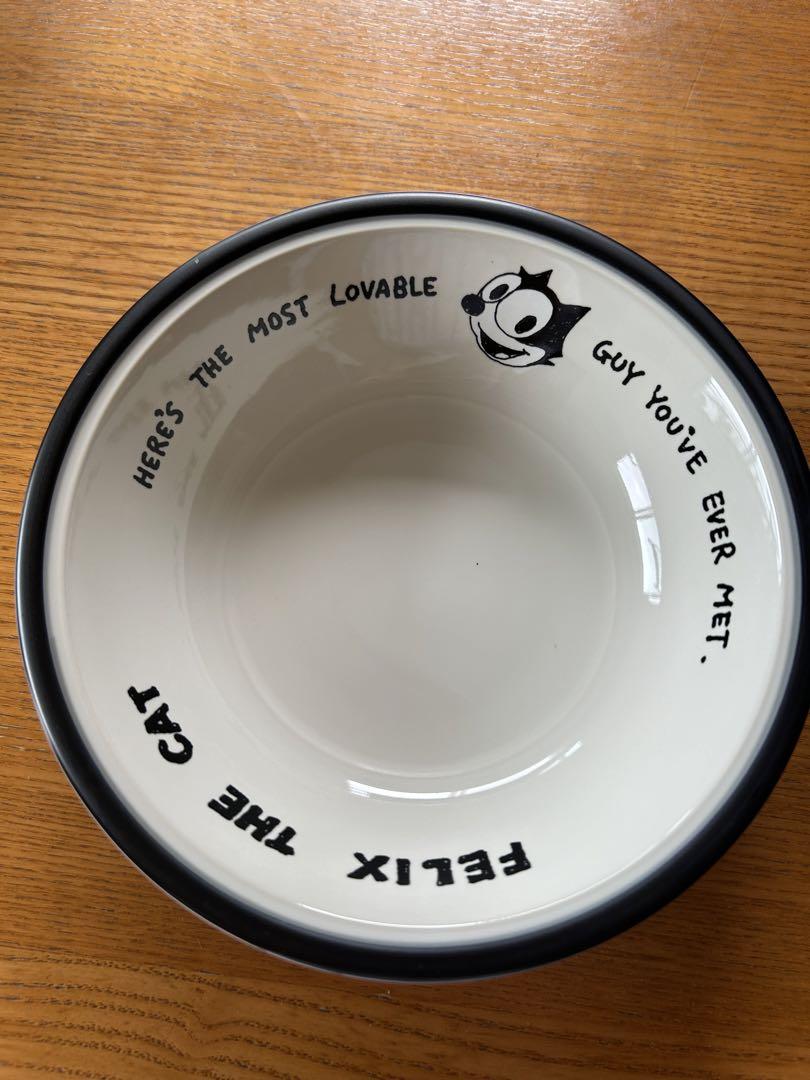 HERE'S THE MOST LOVABLE GUY YOU'VE EVER MET.
FELIX THE CAT